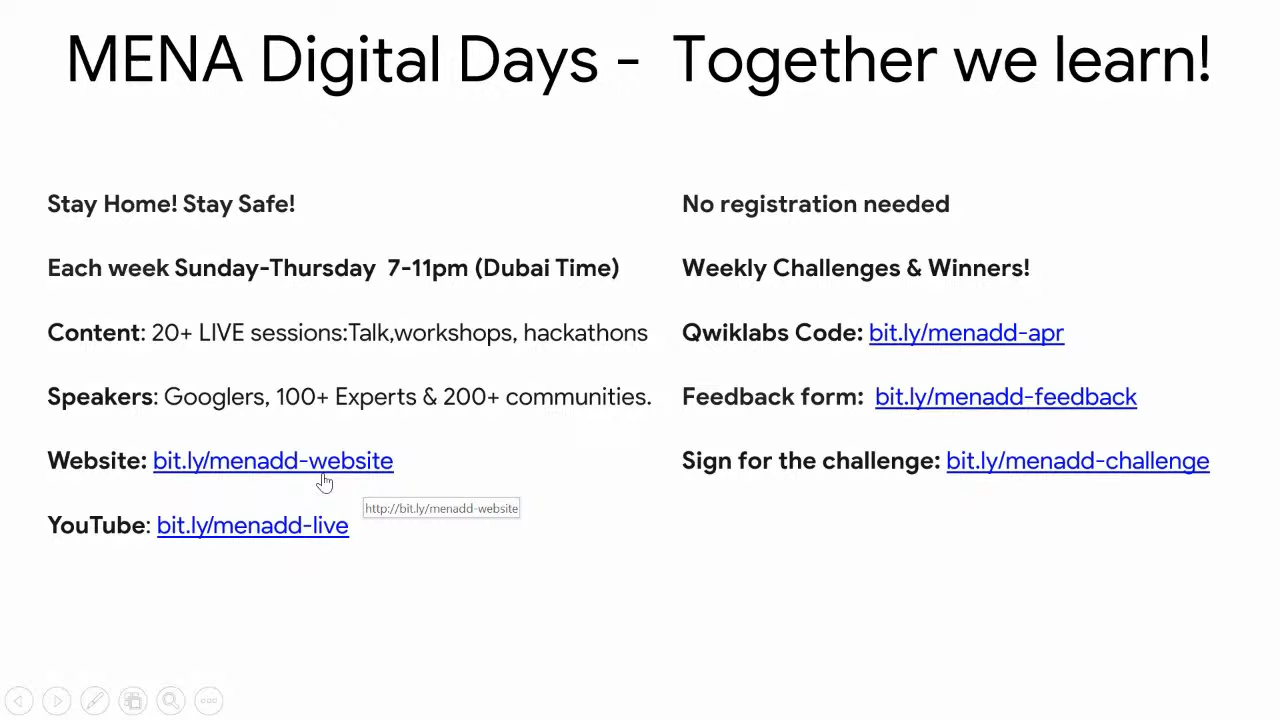 MENA Digital Days - Together we learn!
Stay Home! Stay Safe!
Each week Sunday-Thursday 7-11pm (Dubai Time)
Content: 20+ LIVE sessions:Talk,workshops, hackathons
Speakers: Googlers, 100+ Experts & 200+ communities.
Website: bit.ly/menadd-website
http://bit.ly/menadd-website
YouTube: bit.ly/menadd-live
No registration needed
Weekly Challenges & Winners!
Qwiklabs Code: bit.ly/menadd-apr
Feedback form: bit.ly/menadd-feedback
Sign for the challenge: bit.ly/menadd-challenge